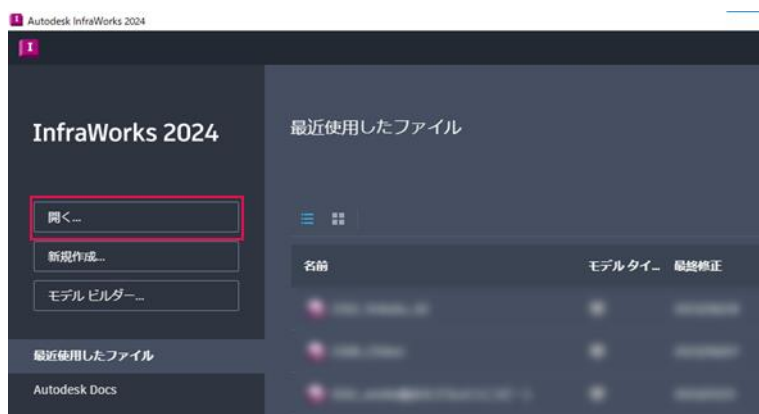 Autodesk InfraWorks 2024
I
InfraWorks 2024
最近使用したファイル
開く...
新規作成...
モデル ビルダー...
名前 モデル タイ... 最終修正
最近使用したファイル
Autodesk Docs